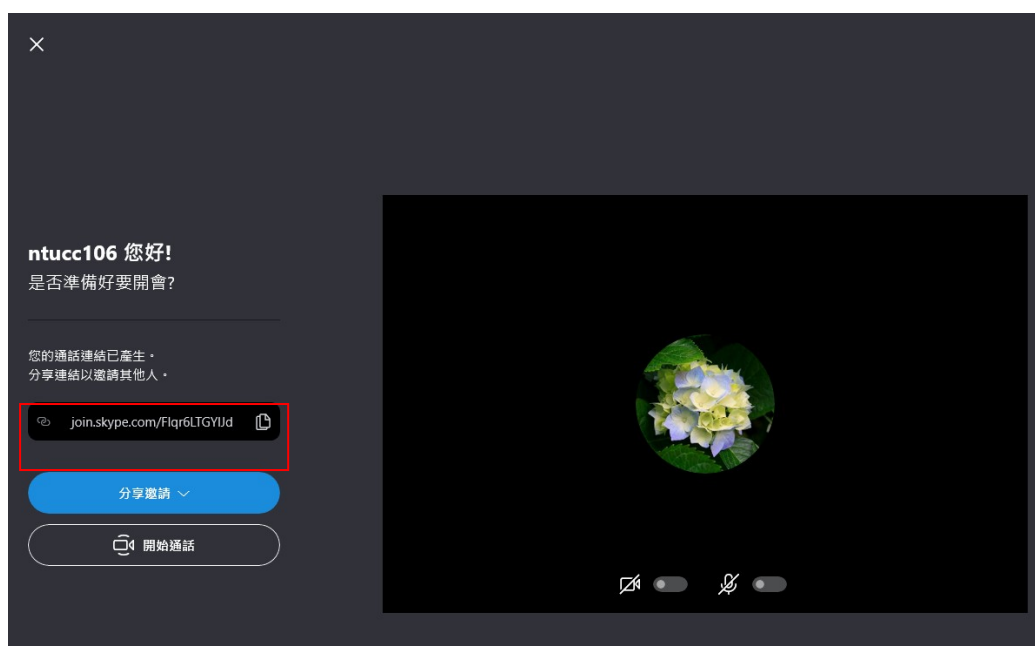 ntucc106 您好!
是否準備好要開會?
您的通話連結已產生。
分享連結以邀請其他人。
join.skype.com/FIqr6LTGYIJd
分享邀請
開始通話